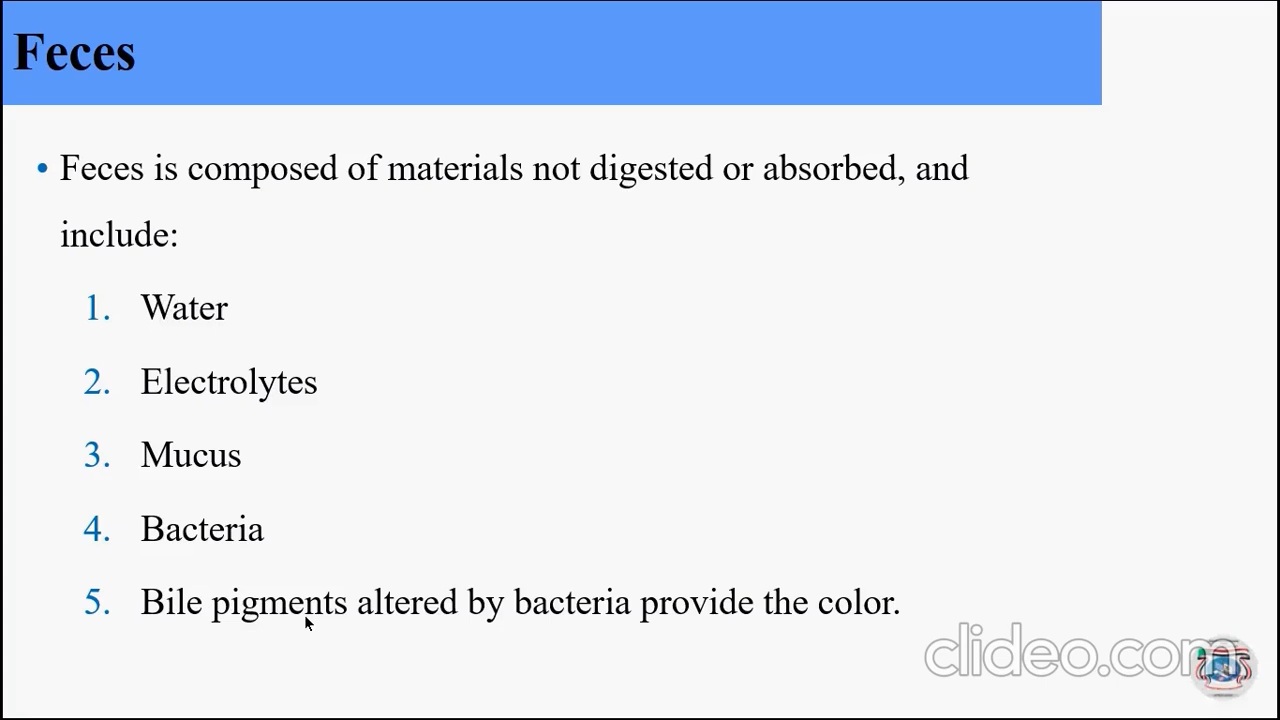 Feces
• Feces is composed of materials not digested or absorbed, and
include:
1. Water
2. Electrolytes
3. Mucus
4. Bacteria
5. Bile pigments altered by bacteria provide the color.
clideo.com